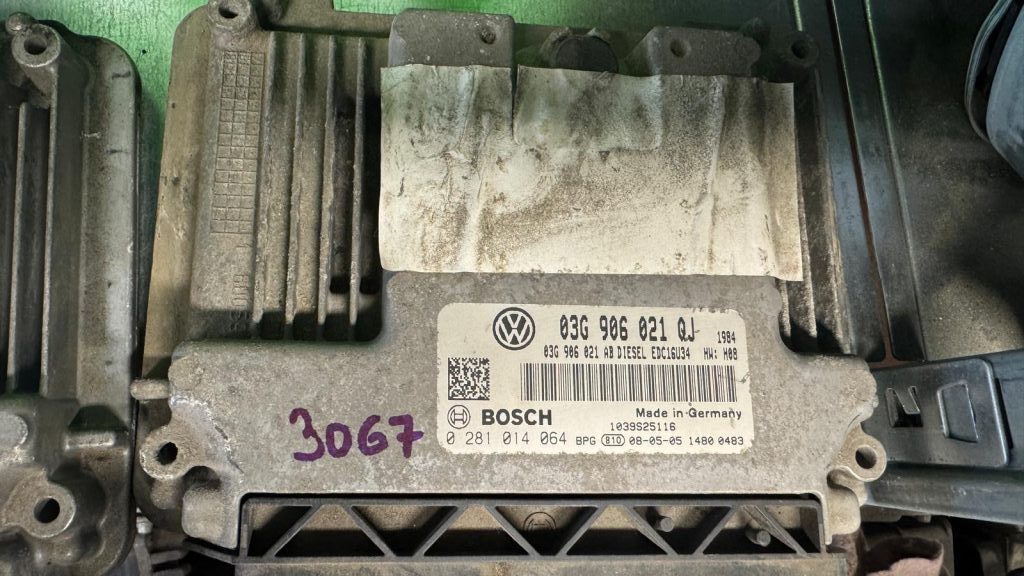 03G 906 021 QJ 1984
03G 906 021 AB DIESEL EDC16U34 HW: H08
BOSCH Made in Germany
1039S25116
0 281 014 064 BPG 810 08-05-05 1480 0483
3067